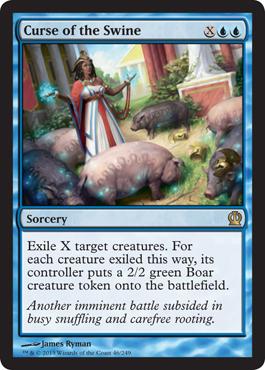 Curse of the Swine X
Sorcery
Exile X target creatures. For
each creature exiled this way, its
controller puts a 2/2 green Boar
creature token onto the battlefield.
Another imminent battle subsided in
busy snuffling and carefree rooting.
James Ryman
™ & © 2013 Wizards of the Coast 46/249